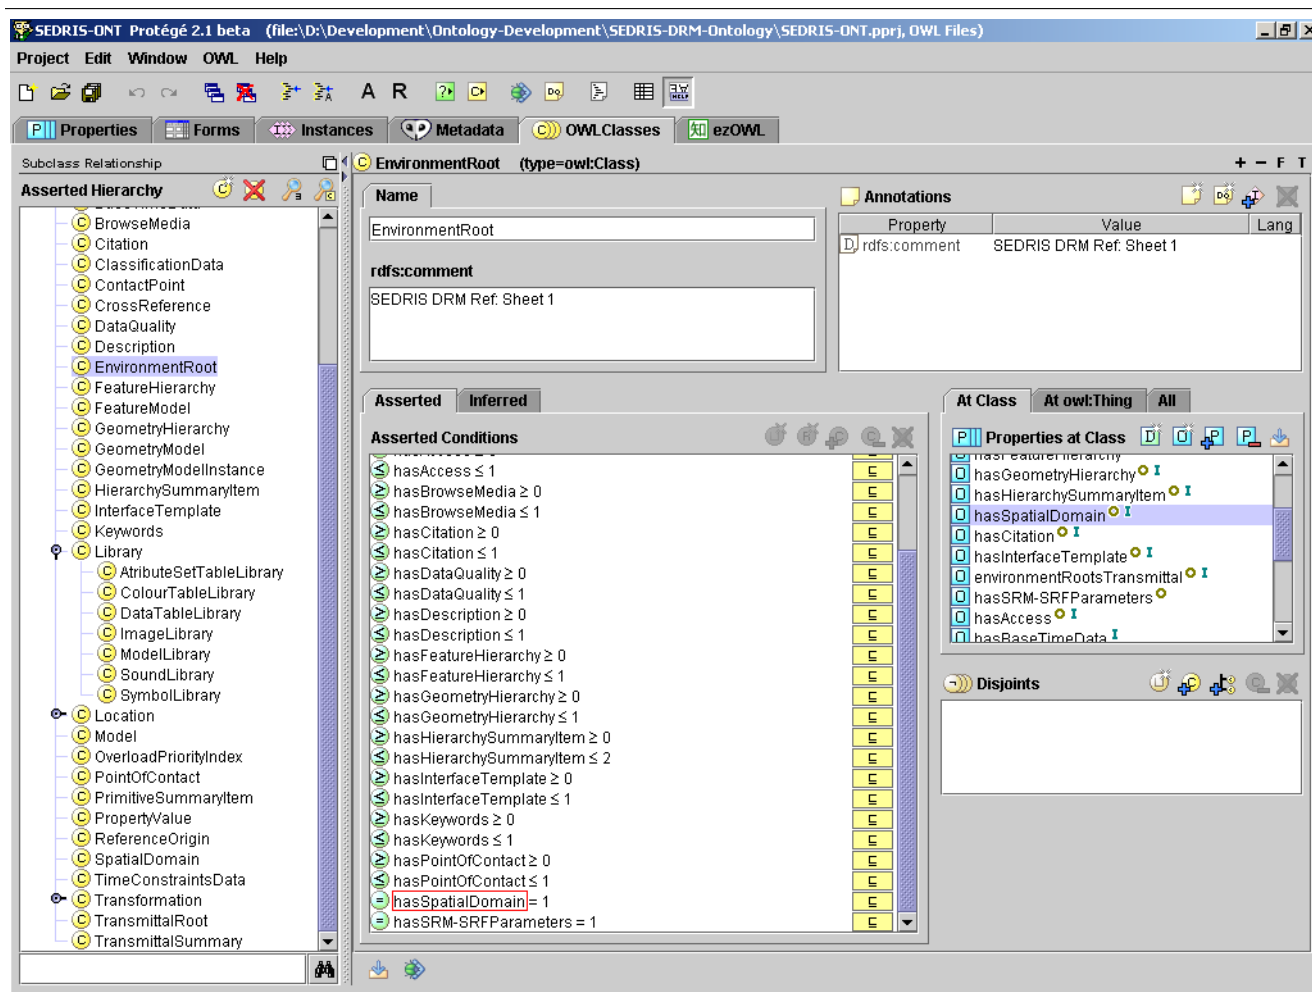 SEDRIS-ONT Protégé 2.1 beta (file:\D:\Development\Ontology-Development\SEDRIS-DRM-Ontology\SEDRIS-ONT.pprj, OWL Files)
Project Edit Window OWL Help
A R
Properties Forms Instances Metadata OWLClasses ezOWL
Subclass Relationship
Asserted Hierarchy
BrowseMedia
Citation
ClassificationData
ContactPoint
CrossReference
DataQuality
Description
EnvironmentRoot
FeatureHierarchy
FeatureModel
GeometryHierarchy
GeometryModel
GeometryModelInstance
HierarchySummaryItem
InterfaceTemplate
Keywords
Library
AtributeSetTableLibrary
ColourTableLibrary
DataTableLibrary
ImageLibrary
ModelLibrary
SoundLibrary
SymbolLibrary
Location
Model
OverloadPriorityIndex
PointOfContact
PrimitiveSummaryItem
PropertyValue
ReferenceOrigin
SpatialDomain
TimeConstraintsData
Transformation
TransmittalRoot
TransmittalSummary
EnvironmentRoot (type=owl:Class)
+ − F T
Name
EnvironmentRoot
rdfs:comment
SEDRIS DRM Ref: Sheet 1
Annotations
Property Value Lang
rdfs:comment SEDRIS DRM Ref: Sheet 1
Asserted Inferred
Asserted Conditions
hasAccess ≤ 1
hasBrowseMedia ≥ 0
hasBrowseMedia ≤ 1
hasCitation ≥ 0
hasCitation ≤ 1
hasDataQuality ≥ 0
hasDataQuality ≤ 1
hasDescription ≥ 0
hasDescription ≤ 1
hasFeatureHierarchy ≥ 0
hasFeatureHierarchy ≤ 1
hasGeometryHierarchy ≥ 0
hasGeometryHierarchy ≤ 1
hasHierarchySummaryItem ≥ 0
hasHierarchySummaryItem ≤ 2
hasInterfaceTemplate ≥ 0
hasInterfaceTemplate ≤ 1
hasKeywords ≥ 0
hasKeywords ≤ 1
hasPointOfContact ≥ 0
hasPointOfContact ≤ 1
hasSpatialDomain = 1
hasSRM-SRFParameters = 1
At Class At owl:Thing All
Properties at Class
hasFeatureHierarchy
hasGeometryHierarchy
hasHierarchySummaryItem
hasSpatialDomain
hasCitation
hasInterfaceTemplate
environmentRootsTransmittal
hasSRM-SRFParameters
hasAccess
hasBaseTimeData
Disjoints